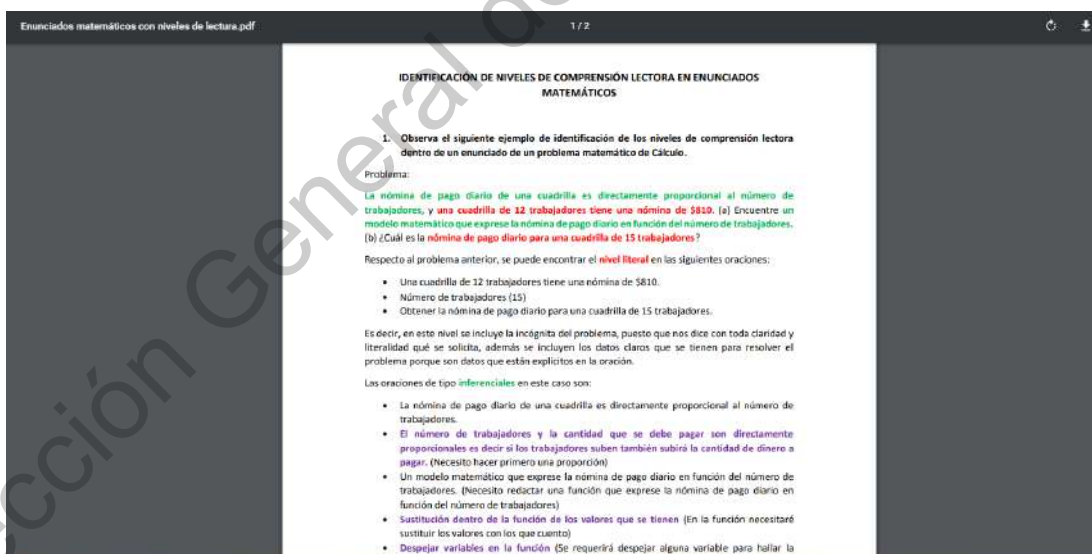 Enunciados matemáticos con niveles de lectura.pdf
1 / 2
IDENTIFICACIÓN DE NIVELES DE COMPRENSIÓN LECTORA EN ENUNCIADOS
MATEMÁTICOS
1. Observa el siguiente ejemplo de identificación de los niveles de comprensión lectora
dentro de un enunciado de un problema matemático de Cálculo.
Problema:
La nómina de pago diario de una cuadrilla es directamente proporcional al número de
trabajadores, y una cuadrilla de 12 trabajadores tiene una nómina de $810. (a) Encuentre un
modelo matemático que exprese la nómina de pago diario en función del número de trabajadores.
(b) ¿Cuál es la nómina de pago diario para una cuadrilla de 15 trabajadores?
Respecto al problema anterior, se puede encontrar el nivel literal en las siguientes oraciones:
• Una cuadrilla de 12 trabajadores tiene una nómina de $810.
• Número de trabajadores (15)
• Obtener la nómina de pago diario para una cuadrilla de 15 trabajadores.
Es decir, en este nivel se incluye la incógnita del problema, puesto que nos dice con toda claridad y
literalidad qué se solicita, además se incluyen los datos claros que se tienen para resolver el
problema porque son datos que están explícitos en la oración.
Las oraciones de tipo inferenciales en este caso son:
• La nómina de pago diario de una cuadrilla es directamente proporcional al número de
trabajadores.
• El número de trabajadores y la cantidad que se debe pagar son directamente
proporcionales es decir si los trabajadores suben también subirá la cantidad de dinero a
pagar. (Necesito hacer primero una proporción)
• Un modelo matemático que exprese la nómina de pago diario en función del número de
trabajadores. (Necesito redactar una función que exprese la nómina de pago diario en
función del número de trabajadores)
• Sustitución dentro de la función de los valores que se tienen (En la función necesitaré
sustituir los valores con los que cuento)
• Despejar variables en la función (Se requerirá despejar alguna variable para hallar la
ección General de